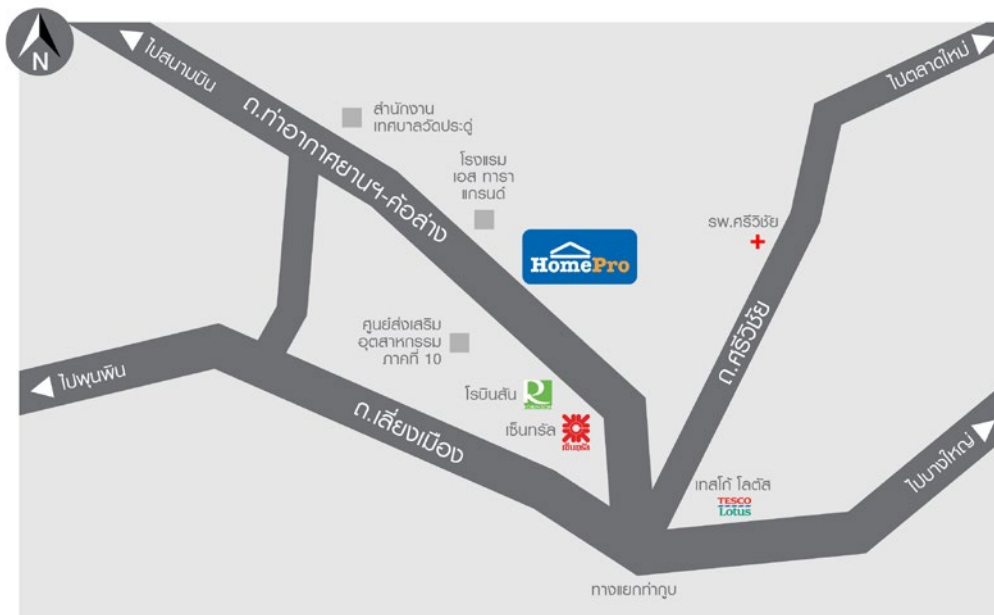 N
ไปสนามบิน
ถ.ท่าอากาศยานฯ-ค้อล่าง
สำนักงาน
เทศบาลวัดประดู่
โรงแรม
เอส ทารา
แกรนด์
HomePro
ไปตลาดใหม่
รพ.ศรีวิชัย
ถ.ศรีวิชัย
ศูนย์ส่งเสริม
อุตสาหกรรม
ภาคที่ 10
ไปพุนพิน
ถ.เลี่ยงเมือง
โรบินสัน
R
เซ็นทรัล
เซ็นทรัล
เทสโก้ โลตัส
TESCO
Lotus
ไปบางใหญ่
ทางแยกท่ากูบ